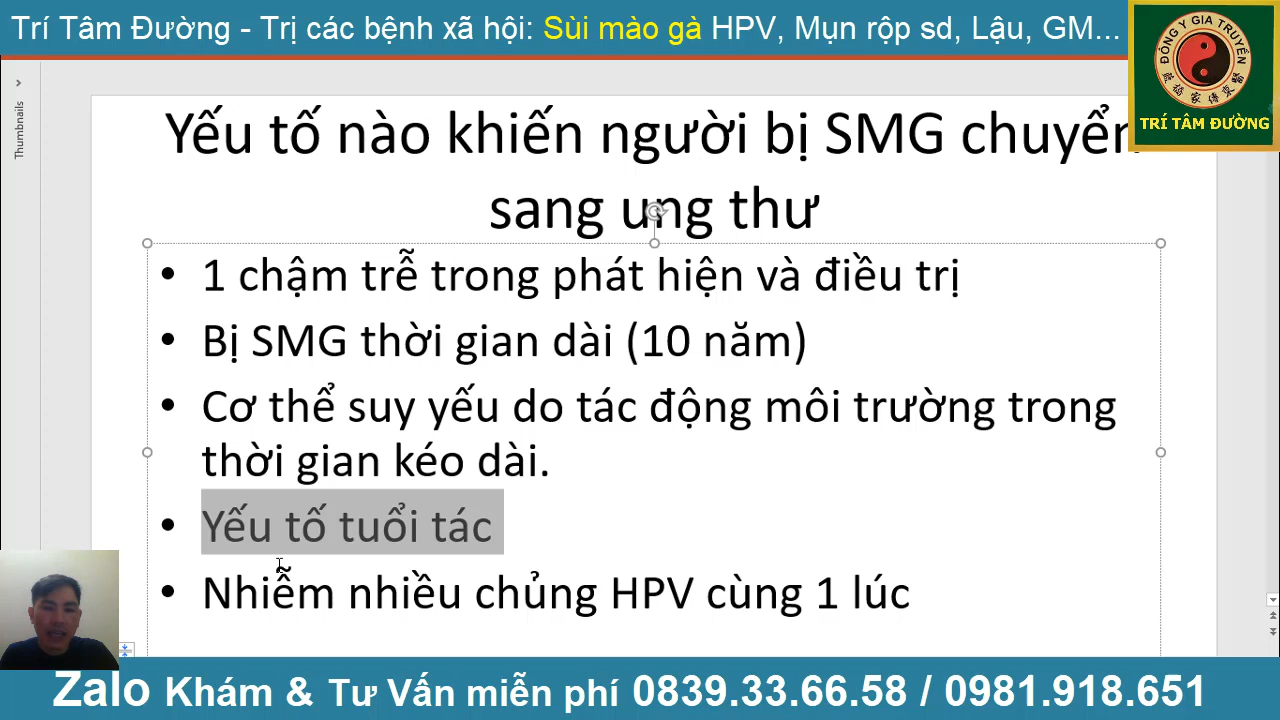 Trí Tâm Đường - Trị các bệnh xã hội: Sùi mào gà HPV, Mụn rộp sd, Lậu, GM...
ĐÔNG Y GIA TRUYỀN
TRÍ TÂM ĐƯỜNG
Thumbnails
Yếu tố nào khiến người bị SMG chuyển
sang ung thư
• 1 chậm trễ trong phát hiện và điều trị
• Bị SMG thời gian dài (10 năm)
• Cơ thể suy yếu do tác động môi trường trong
thời gian kéo dài.
• Yếu tố tuổi tác
• Nhiễm nhiều chủng HPV cùng 1 lúc
Zalo Khám & Tư Vấn miễn phí 0839.33.66.58 / 0981.918.651